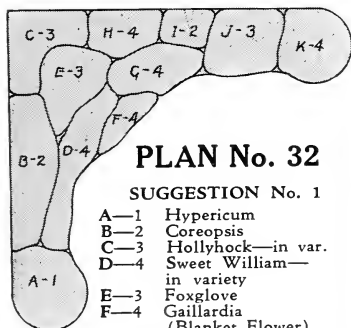 C-3 H-4 I-2 J-3 K-4
E-3 G-4
F-4
B-2 D-4
A-1
PLAN No. 32
SUGGESTION No. 1
A—1 Hypericum
B—2 Coreopsis
C—3 Hollyhock—in var.
D—4 Sweet William—
in variety
E—3 Foxglove
F—4 Gaillardia
(Blanket Flower)